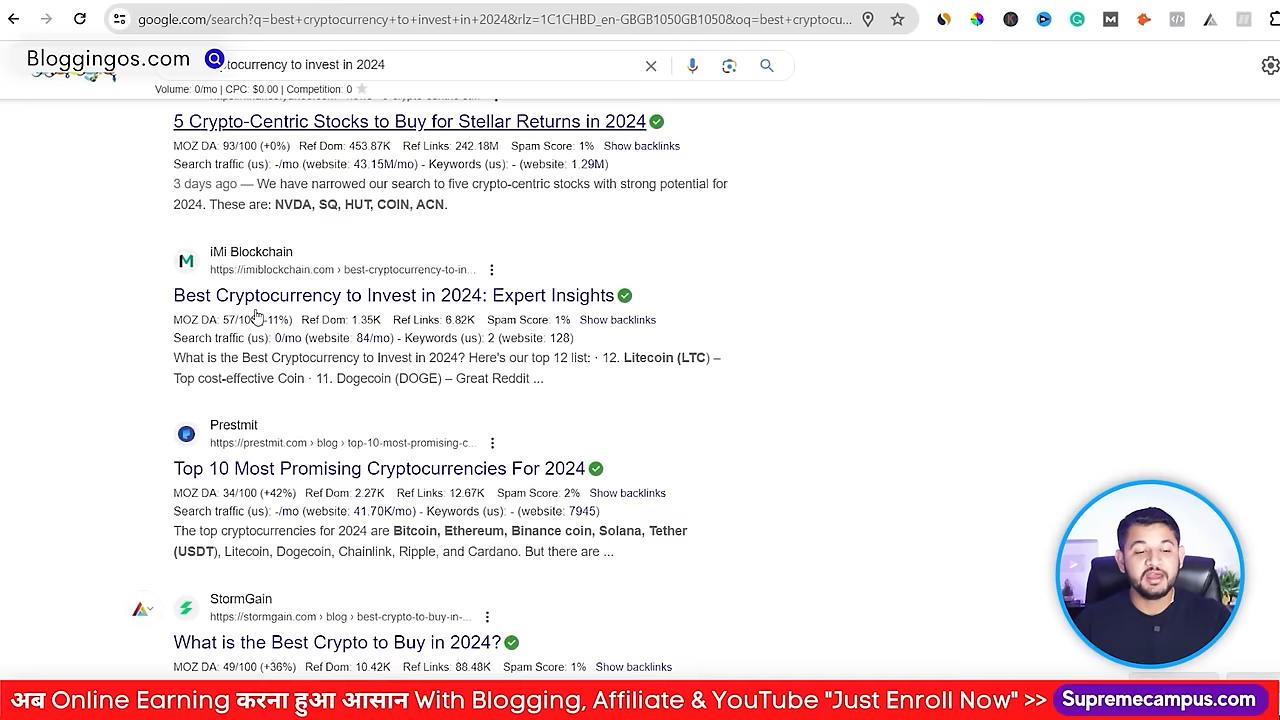 google.com/search?q=best+cryptocurrency+to+invest+in+2024&rlz=1C1CHBD_en-GBGB1050GB1050&oq=best+cryptocu...
Bloggingos.com
tocurrency to invest in 2024
Volume: 0/mo | CPC: $0.00 | Competition: 0
5 Crypto-Centric Stocks to Buy for Stellar Returns in 2024
MOZ DA: 93/100 (+0%) Ref Dom: 453.87K Ref Links: 242.18M Spam Score: 1% Show backlinks
Search traffic (us): -/mo (website: 43.15M/mo) - Keywords (us): - (website: 1.29M)
3 days ago — We have narrowed our search to five crypto-centric stocks with strong potential for
2024. These are: NVDA, SQ, HUT, COIN, ACN.
iMi Blockchain
https://imiblockchain.com › best-cryptocurrency-to-in...
Best Cryptocurrency to Invest in 2024: Expert Insights
MOZ DA: 57/100 -11%) Ref Dom: 1.35K Ref Links: 6.82K Spam Score: 1% Show backlinks
Search traffic (us): 0/mo (website: 84/mo) - Keywords (us): 2 (website: 128)
What is the Best Cryptocurrency to Invest in 2024? Here's our top 12 list: · 12. Litecoin (LTC) –
Top cost-effective Coin · 11. Dogecoin (DOGE) – Great Reddit ...
Prestmit
https://prestmit.com › blog › top-10-most-promising-c...
Top 10 Most Promising Cryptocurrencies For 2024
MOZ DA: 34/100 (+42%) Ref Dom: 2.27K Ref Links: 12.67K Spam Score: 2% Show backlinks
Search traffic (us): -/mo (website: 41.70K/mo) - Keywords (us): - (website: 7945)
The top cryptocurrencies for 2024 are Bitcoin, Ethereum, Binance coin, Solana, Tether
(USDT), Litecoin, Dogecoin, Chainlink, Ripple, and Cardano. But there are ...
StormGain
https://stormgain.com › blog › best-crypto-to-buy-in-...
What is the Best Crypto to Buy in 2024?
MOZ DA: 49/100 (+36%) Ref Dom: 10.42K Ref Links: 88.48K Spam Score: 1% Show backlinks
अब Online Earning करना हुआ आसान With Blogging, Affiliate & YouTube "Just Enroll Now" >> Supremecampus.com